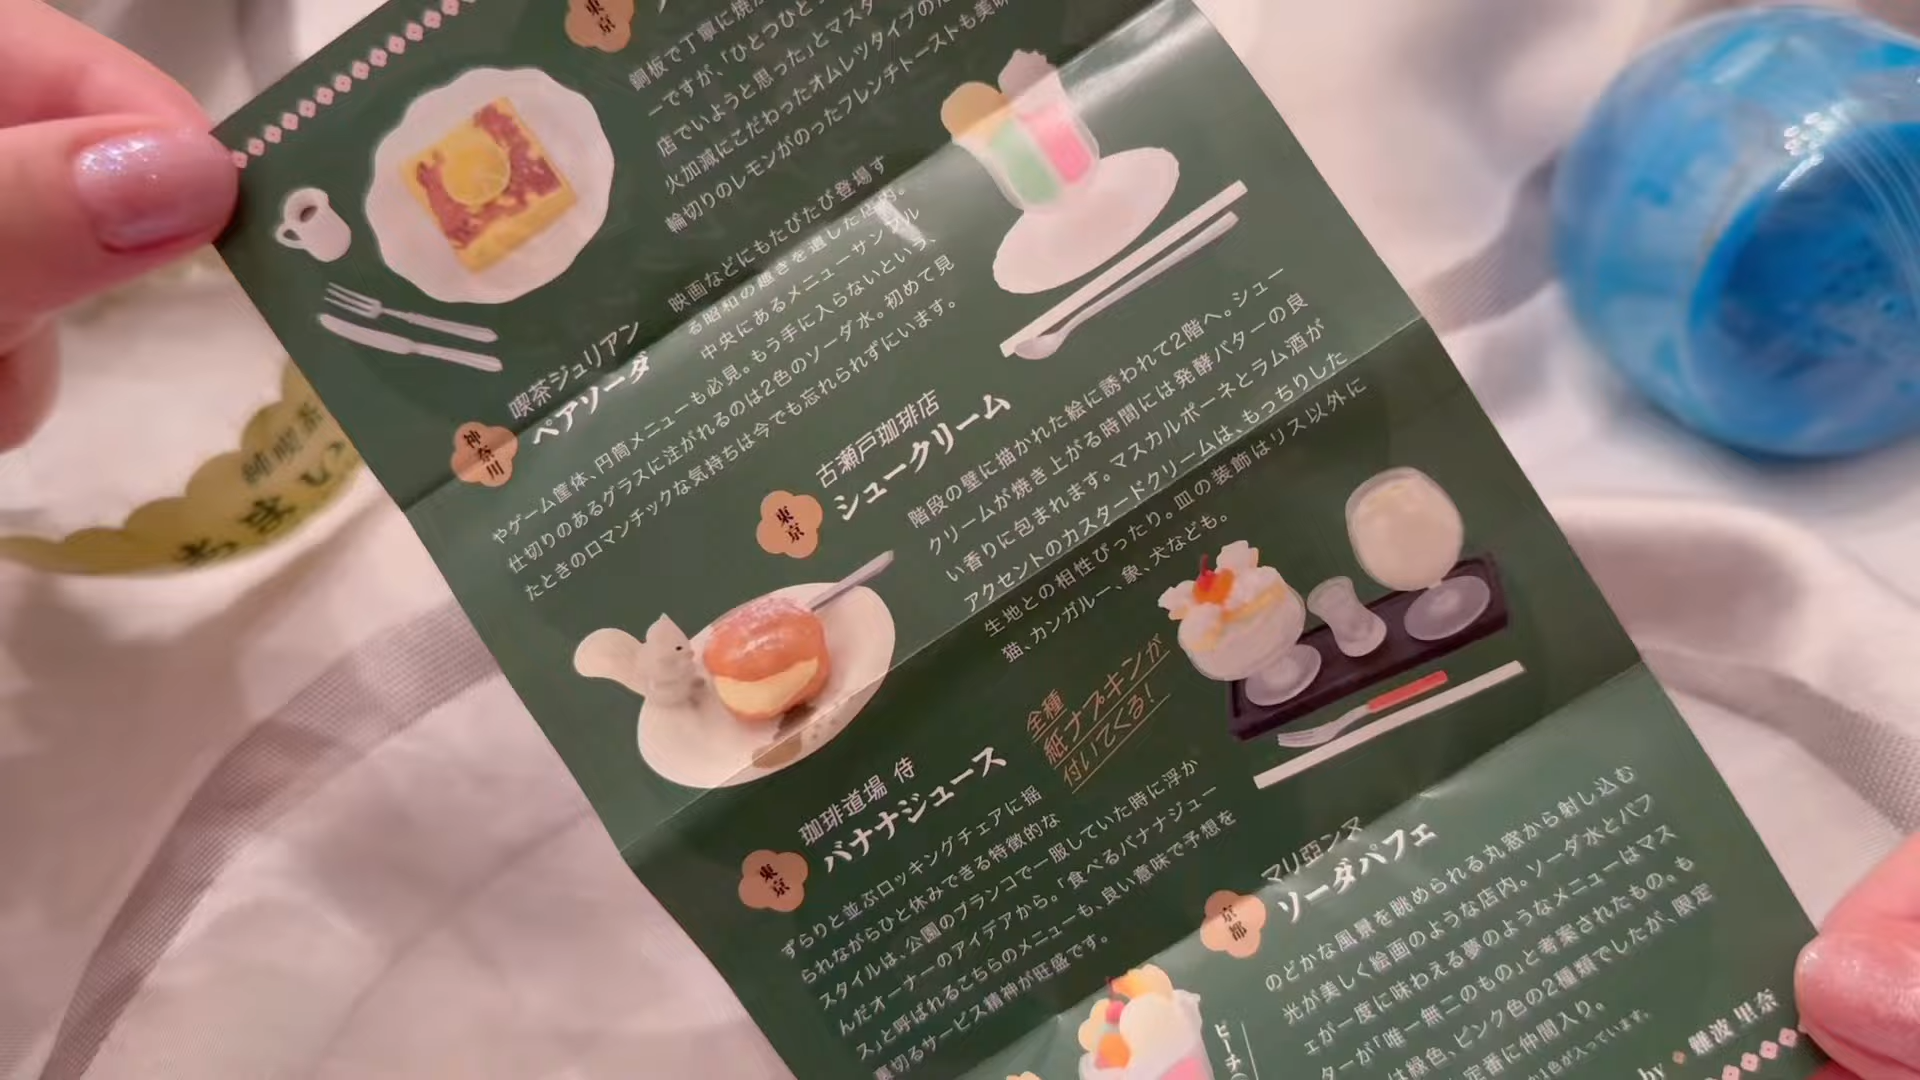 東京
銅板で丁寧に焼か
ーですが、「ひとつひと
店でいようと思った」とマスタ
火加減にこだわったオムレツタイプのた
輪切りのレモンがのったフレンチトーストも美味
神奈川
喫茶ジュリアン
ペアソーダ
映画などにもたびたび登場す
る昭和の趣きを遺した店内。
中央にあるメニューサンプル
やゲーム筐体、円筒メニューも必見。もう手に入らないという、
仕切りのあるグラスに注がれるのは2色のソーダ水。初めて見
たときのロマンチックな気持ちは今でも忘れられずにいます。
東京
古瀬戸珈琲店
シュークリーム
階段の壁に描かれた絵に誘われて2階へ。シュー
クリームが焼き上がる時間には発酵バターの良
い香りに包まれます。マスカルポーネとラム酒が
アクセントのカスタードクリームは、もっちりした
生地との相性ぴったり。皿の装飾はリス以外に
猫、カンガルー、象、犬なども。
全種
紙ナプキンが
付いてくる!
東京
珈琲道場 侍
バナナジュース
ずらりと並ぶロッキングチェアに揺
られながらひと休みできる特徴的な
スタイルは、公園のブランコで一服していた時に浮か
んだオーナーのアイデアから。「食べるバナナジュー
ス」と呼ばれるこちらのメニューも、良い意味で予想を
裏切るサービス精神が旺盛です。
京都
マリ亞ンヌ
ソーダパフェ
のどかな風景を眺められる丸窓から射し込む
光が美しく絵画のような店内。ソーダ水とパフ
ェが一度に味わえる夢のようなメニューはマス
ターが「唯一無二のもの」と考案されたもの。も
は緑色、ピンク色の2種類でしたが、限定
定番に仲間入り。
ピーチ
が入っています。
by 難波里奈
純喫茶